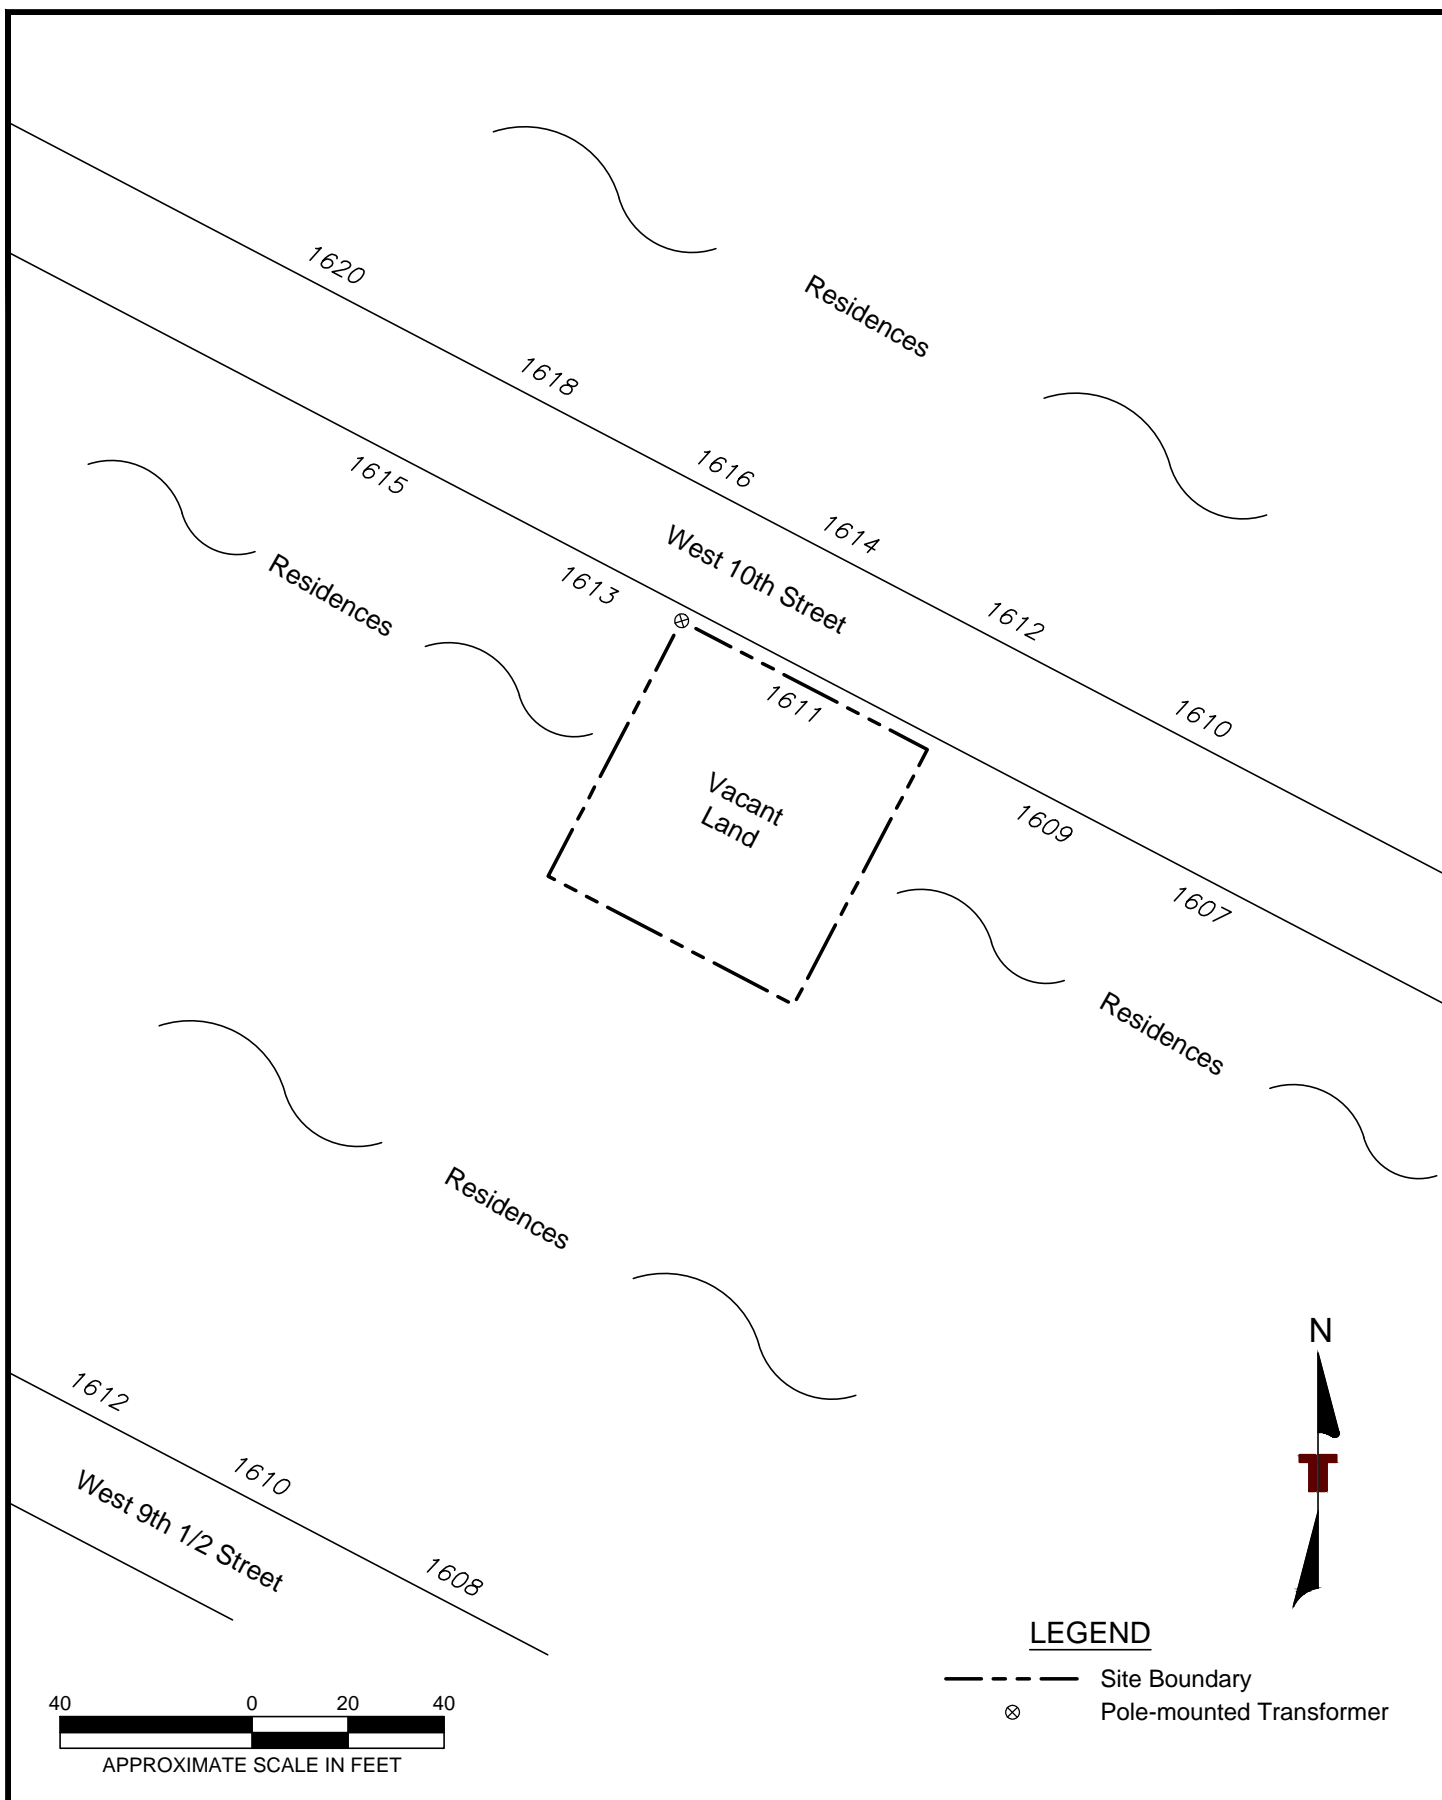 1620
Residences
1618
1616
1615
1614
West 10th Street
1613
Residences
1612
1611
1610
Vacant
Land
1609
1607
Residences
Residences
N
1612
1610
West 9th 1/2 Street
1608
LEGEND
Site Boundary
Pole-mounted Transformer
40 0 20 40
APPROXIMATE SCALE IN FEET